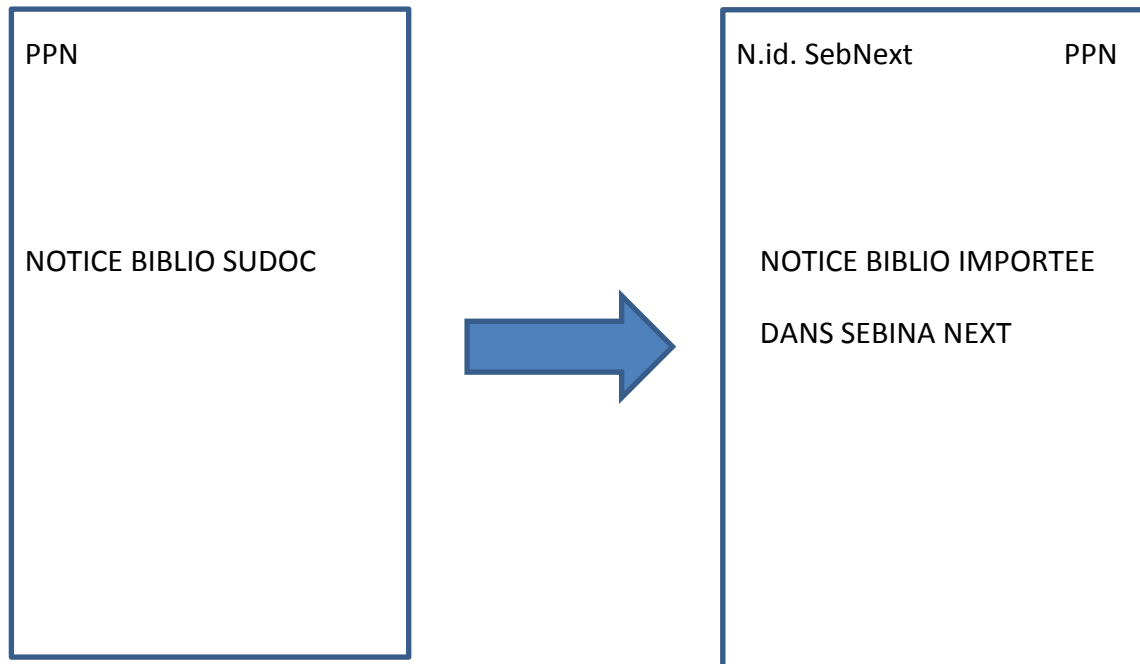 PPN
NOTICE BIBLIO SUDOC
N.id. SebNext PPN
NOTICE BIBLIO IMPORTEE
DANS SEBINA NEXT